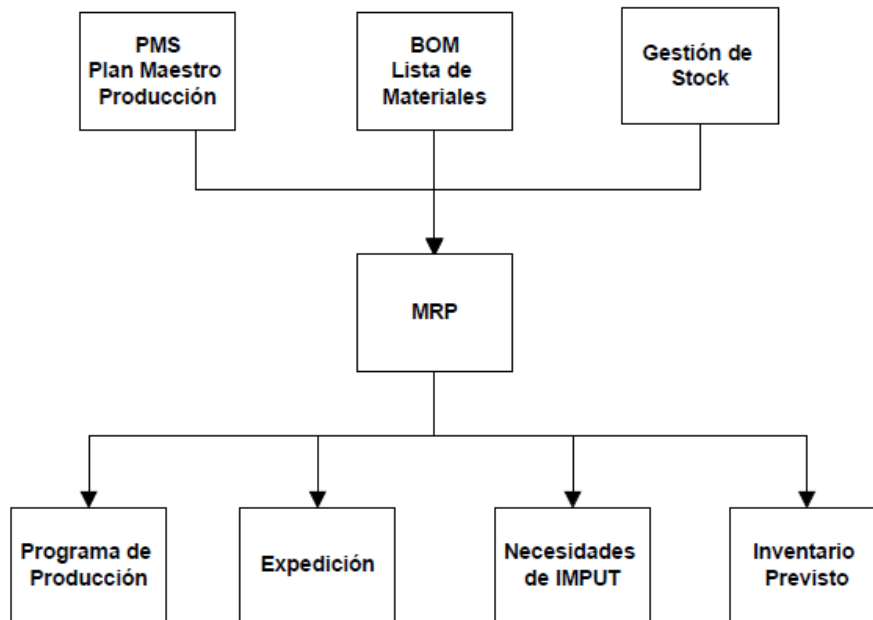 PMS
Plan Maestro
Producción
BOM
Lista de
Materiales
Gestión de
Stock
MRP
Programa de
Producción
Expedición
Necesidades
de IMPUT
Inventario
Previsto